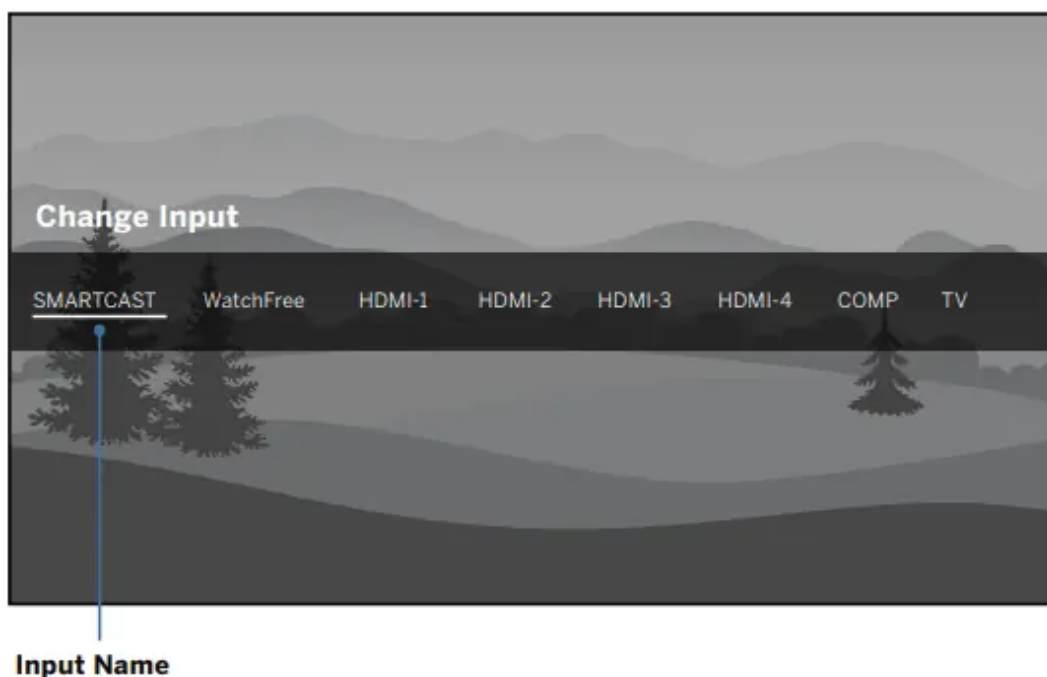 Change Input
SMARTCAST WatchFree HDMI-1 HDMI-2 HDMI-3 HDMI-4 COMP TV
Input Name